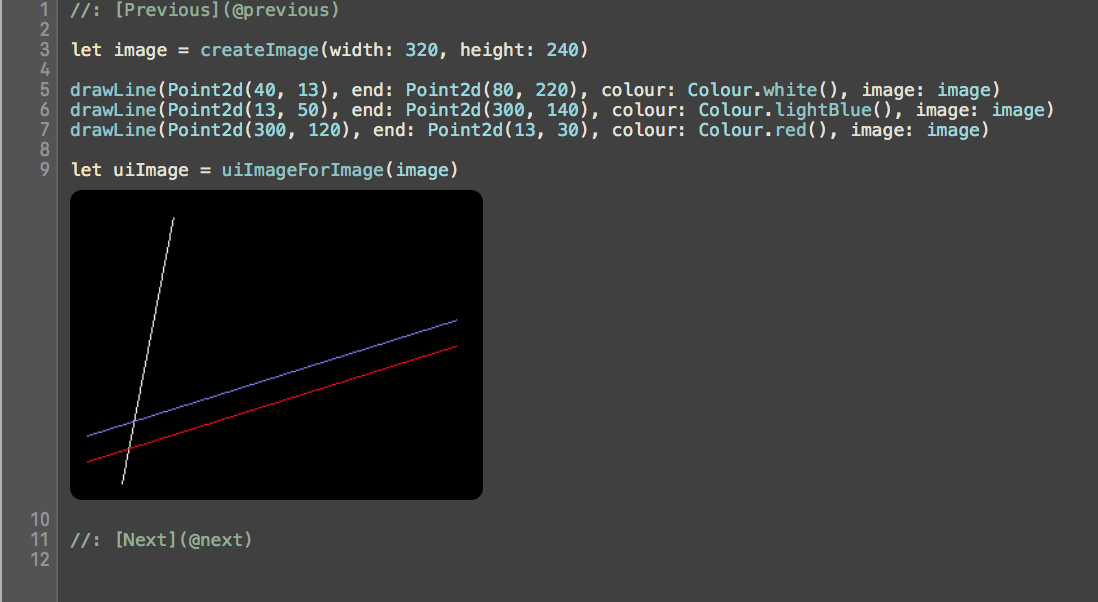 1 //: [Previous](@previous)
2
3 let image = createImage(width: 320, height: 240)
4
5 drawLine(Point2d(40, 13), end: Point2d(80, 220), colour: Colour.white(), image: image)
6 drawLine(Point2d(13, 50), end: Point2d(300, 140), colour: Colour.lightBlue(), image: image)
7 drawLine(Point2d(300, 120), end: Point2d(13, 30), colour: Colour.red(), image: image)
8
9 let uiImage = uiImageForImage(image)
10
11 //: [Next](@next)
12